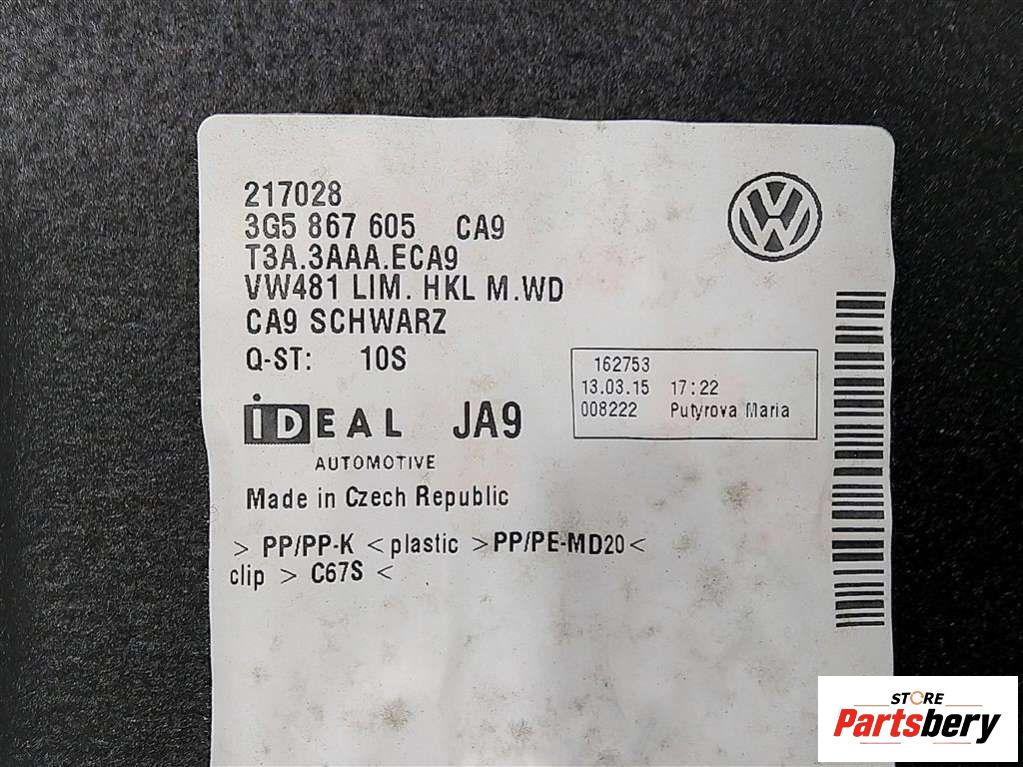 217028
3G5 867 605 CA9
T3A.3AAA.ECA9
VW481 LIM. HKL M.WD
CA9 SCHWARZ
Q-ST: 10S
162753
13.03.15 17:22
008222 Putyrova Maria
iDEAL JA9
AUTOMOTIVE
Made in Czech Republic
> PP/PP-K < plastic >PP/PE-MD20<
clip > C67S <
STORE
Partsbery